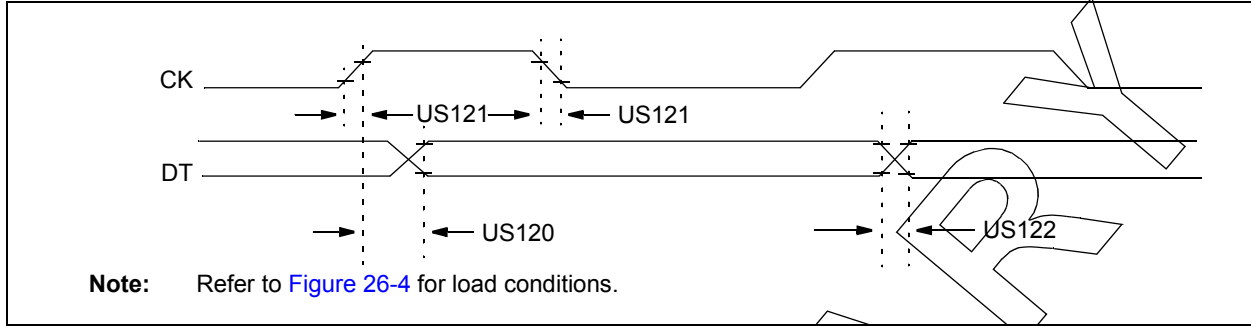 CK
US121 US121
DT
US120 US122
Note: Refer to Figure 26-4 for load conditions.